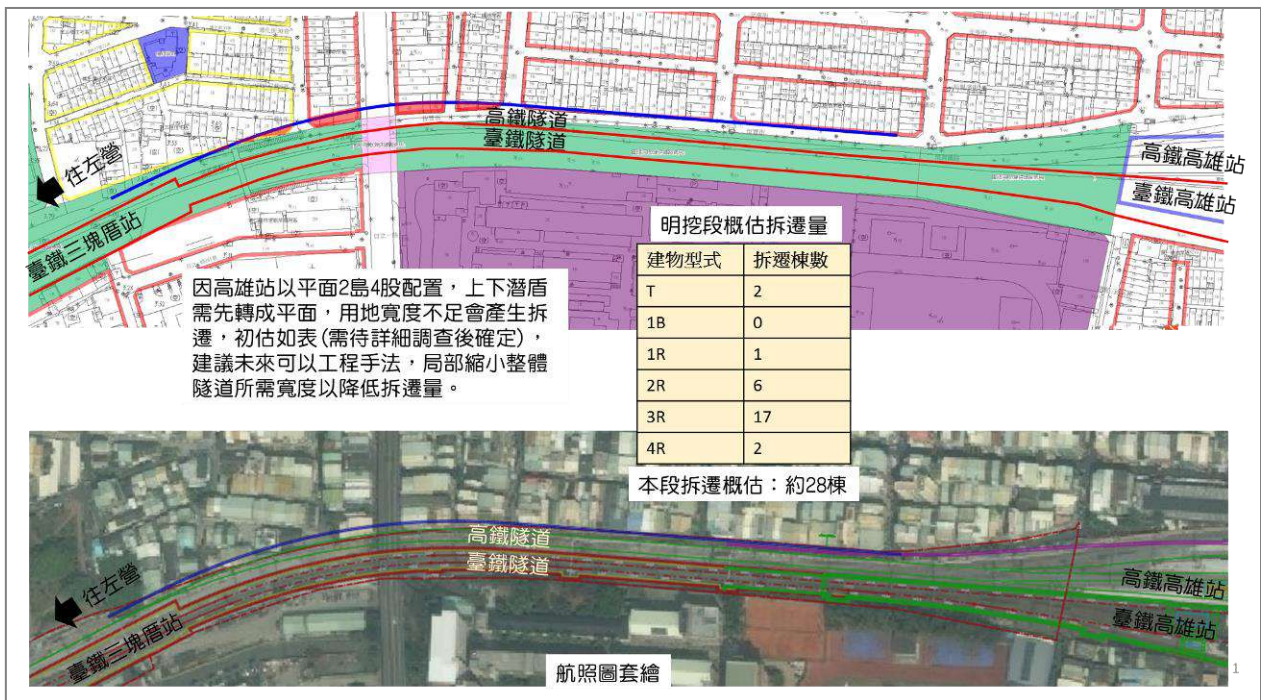 高鐵隧道
臺鐵隧道
往左營
高鐵高雄站
臺鐵高雄站
臺鐵三塊厝站
因高雄站以平面2島4股配置，上下潛盾
需先轉成平面，用地寬度不足會產生拆
遷，初估如表(需待詳細調查後確定)，
建議未來可以工程手法，局部縮小整體
隧道所需寬度以降低拆遷量。
明挖段概估拆遷量
建物型式 拆遷棟數
T 2
1B 0
1R 1
2R 6
3R 17
4R 2
本段拆遷概估：約28棟
高鐵隧道
臺鐵隧道
往左營
高鐵高雄站
臺鐵高雄站
臺鐵三塊厝站
航照圖套繪
1